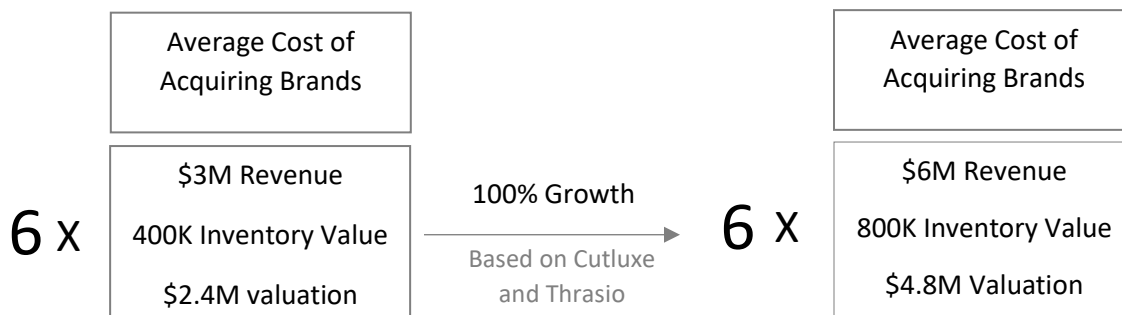 Average Cost of
Acquiring Brands
6 X
$3M Revenue
400K Inventory Value
$2.4M valuation
100% Growth
Based on Cutluxe
and Thrasio
Average Cost of
Acquiring Brands
6 X
$6M Revenue
800K Inventory Value
$4.8M Valuation